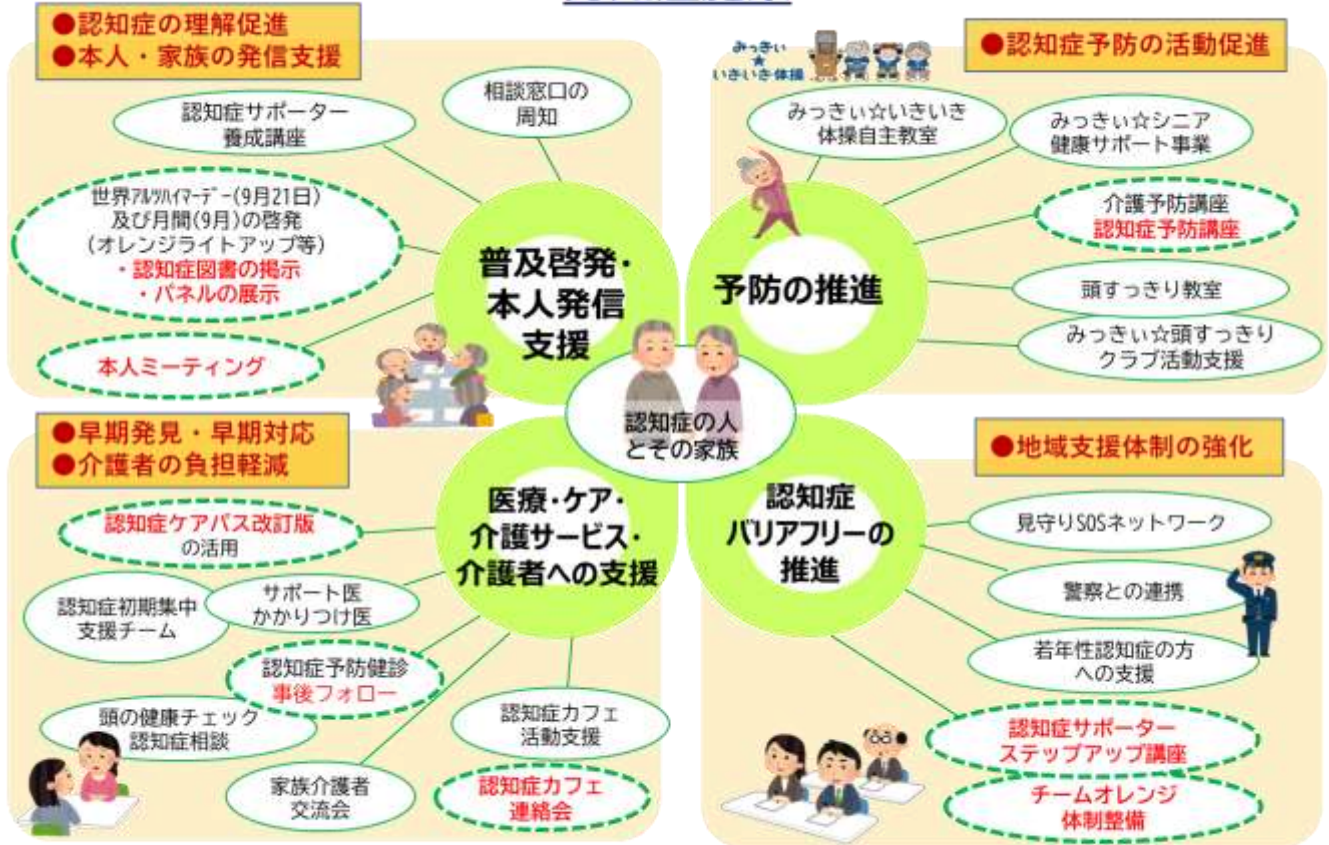 ●認知症の理解促進
●本人・家族の発信支援
認知症サポーター
養成講座
相談窓口の
周知
世界ｱﾙﾂﾊｲﾏｰﾃﾞｰ(9月21日)
及び月間(9月)の啓発
(オレンジライトアップ等)
・認知症図書の掲示
・パネルの展示
本人ミーティング
普及啓発・
本人発信
支援
みっきぃ
★
いきいき体操
●認知症予防の活動促進
みっきぃ☆いきいき
体操自主教室
みっきぃ☆シニア
健康サポート事業
介護予防講座
認知症予防講座
頭すっきり教室
みっきぃ☆頭すっきり
クラブ活動支援
予防の推進
認知症の人
とその家族
●早期発見・早期対応
●介護者の負担軽減
認知症ケアパス改訂版
の活用
認知症初期集中
支援チーム
サポート医
かかりつけ医
認知症予防健診
事後フォロー
頭の健康チェック
認知症相談
家族介護者
交流会
認知症カフェ
活動支援
認知症カフェ
連絡会
医療・ケア・
介護サービス・
介護者への支援
●地域支援体制の強化
認知症
バリアフリーの
推進
見守りSOSネットワーク
警察との連携
若年性認知症の方
への支援
認知症サポーター
ステップアップ講座
チームオレンジ
体制整備